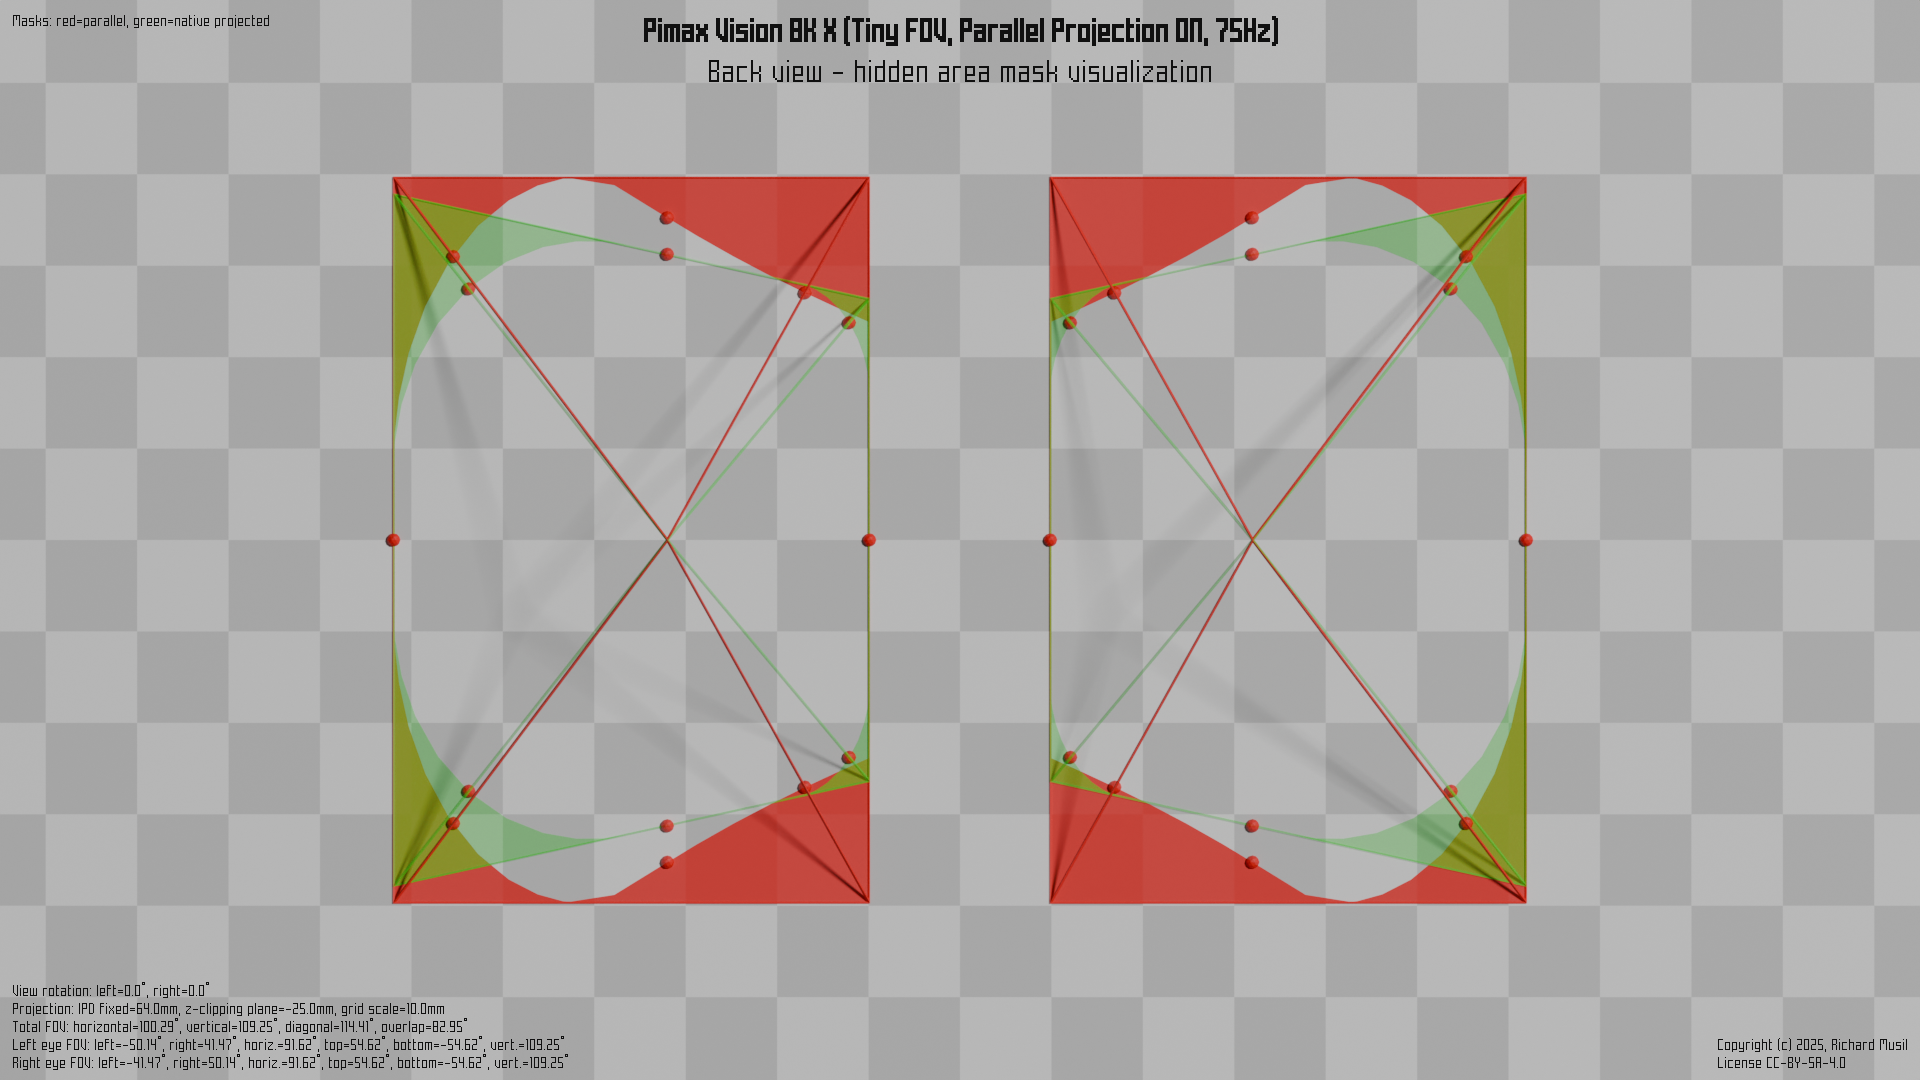 Masks: red=parallel, green=native projected
Pimax Vision 8K X (Tiny FOV, Parallel Projection ON, 75Hz)
Back view - hidden area mask visualization
View rotation: left=0.0°, right=0.0°
Projection: IPD fixed=64.0mm, z-clipping plane=-25.0mm, grid scale=10.0mm
Total FOV: horizontal=100.29°, vertical=109.25°, diagonal=114.41°, overlap=82.95°
Left eye FOV: left=-50.14°, right=41.47°, horiz.=91.62°, top=54.62°, bottom=-54.62°, vert.=109.25°
Right eye FOV: left=-41.47°, right=50.14°, horiz.=91.62°, top=54.62°, bottom=-54.62°, vert.=109.25°
Copyright (c) 2025, Richard Musil
License CC-BY-SA-4.0